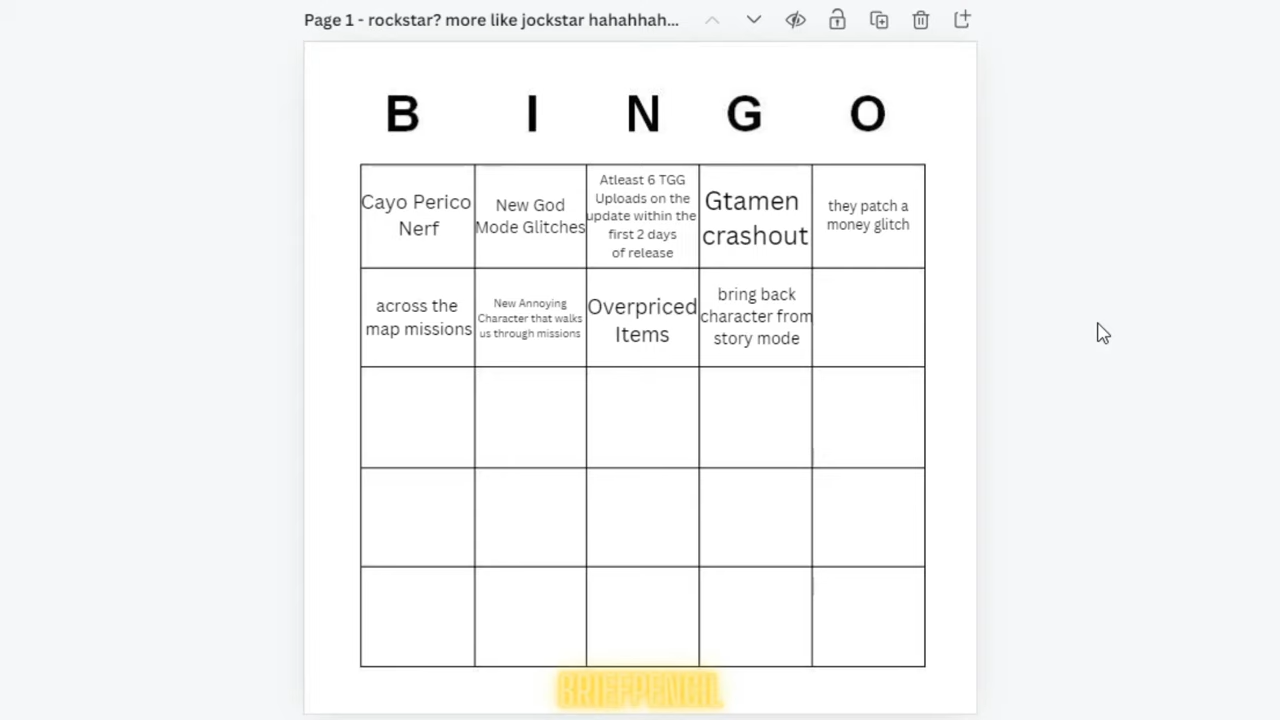 Page 1 - rockstar? more like jockstar hahahhah...
B I N G O
Cayo Perico
Nerf
New God
Mode Glitches
Atleast 6 TGG
Uploads on the
update within the
first 2 days
of release
Gtamen
crashout
they patch a
money glitch
across the
map missions
New Annoying
Character that walks
us through missions
Overpriced
Items
bring back
character from
story mode
BRIEFPENCIL